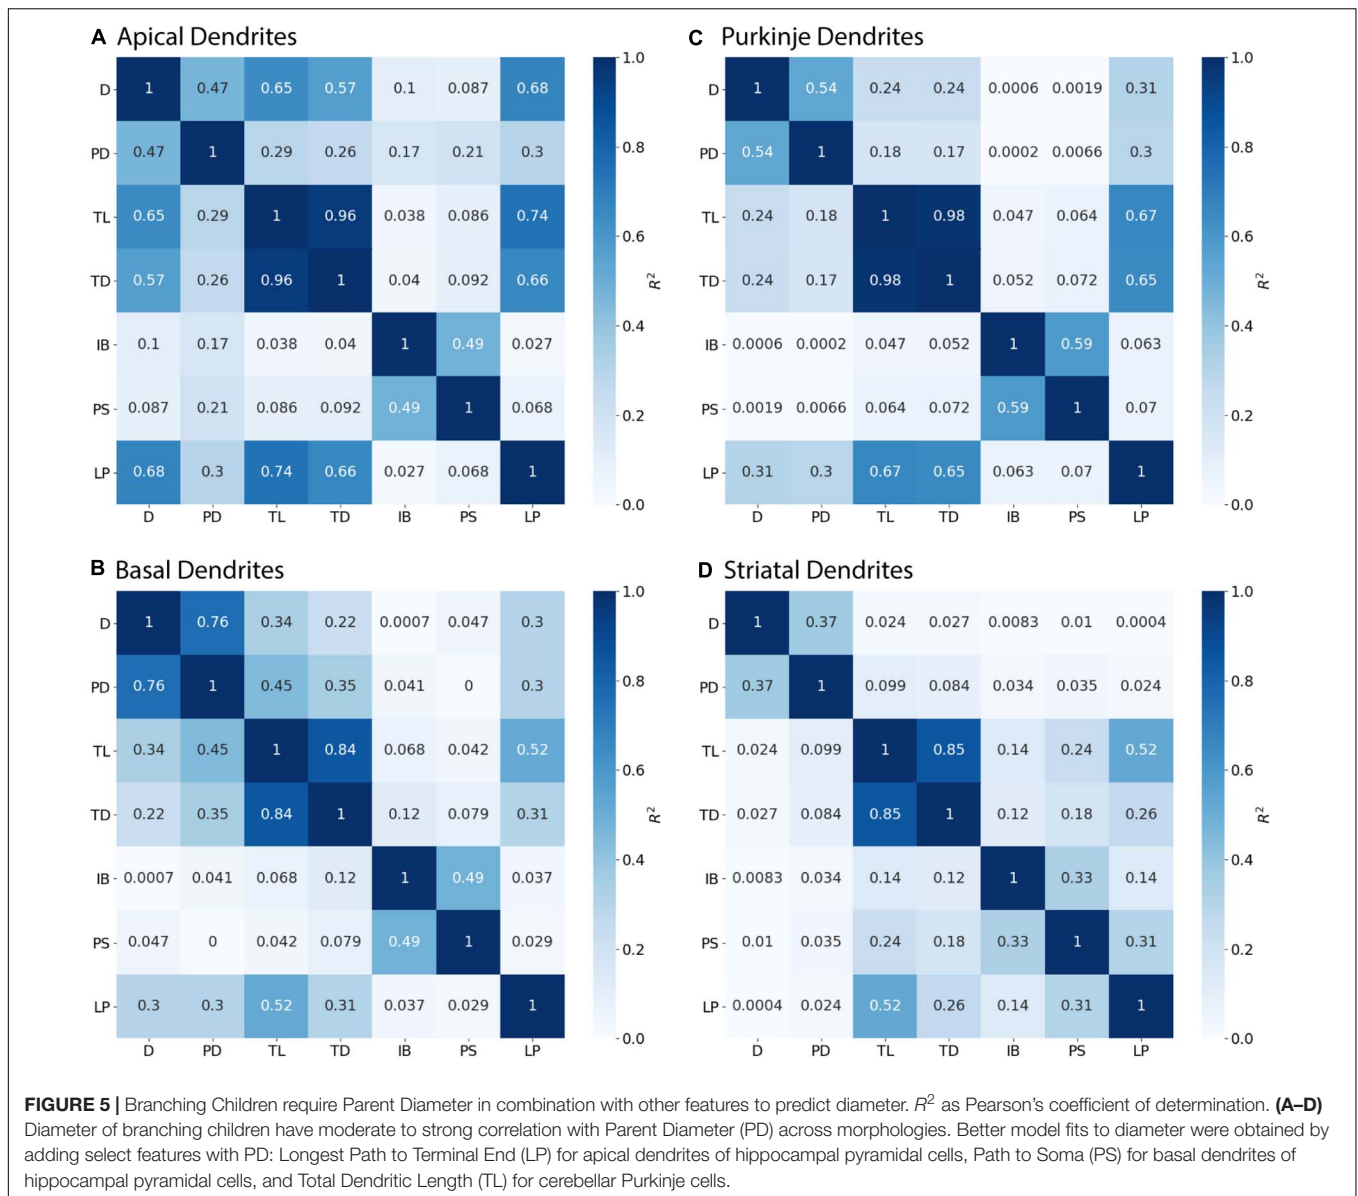 A Apical Dendrites
D 1 0.47 0.65 0.57 0.1 0.087 0.68
PD 0.47 1 0.29 0.26 0.17 0.21 0.3
TL 0.65 0.29 1 0.96 0.038 0.086 0.74
TD 0.57 0.26 0.96 1 0.04 0.092 0.66
IB 0.1 0.17 0.038 0.04 1 0.49 0.027
PS 0.087 0.21 0.086 0.092 0.49 1 0.068
LP 0.68 0.3 0.74 0.66 0.027 0.068 1
D PD TL TD IB PS LP
1.0
0.8
0.6
0.4
0.2
0.0
R²
C Purkinje Dendrites
D 1 0.54 0.24 0.24 0.0006 0.0019 0.31
PD 0.54 1 0.18 0.17 0.0002 0.0066 0.3
TL 0.24 0.18 1 0.98 0.047 0.064 0.67
TD 0.24 0.17 0.98 1 0.052 0.072 0.65
IB 0.0006 0.0002 0.047 0.052 1 0.59 0.063
PS 0.0019 0.0066 0.064 0.072 0.59 1 0.07
LP 0.31 0.3 0.67 0.65 0.063 0.07 1
D PD TL TD IB PS LP
1.0
0.8
0.6
0.4
0.2
0.0
R²
B Basal Dendrites
D 1 0.76 0.34 0.22 0.0007 0.047 0.3
PD 0.76 1 0.45 0.35 0.041 0 0.3
TL 0.34 0.45 1 0.84 0.068 0.042 0.52
TD 0.22 0.35 0.84 1 0.12 0.079 0.31
IB 0.0007 0.041 0.068 0.12 1 0.49 0.037
PS 0.047 0 0.042 0.079 0.49 1 0.029
LP 0.3 0.3 0.52 0.31 0.037 0.029 1
D PD TL TD IB PS LP
1.0
0.8
0.6
0.4
0.2
0.0
R²
D Striatal Dendrites
D 1 0.37 0.024 0.027 0.0083 0.01 0.0004
PD 0.37 1 0.099 0.084 0.034 0.035 0.024
TL 0.024 0.099 1 0.85 0.14 0.24 0.52
TD 0.027 0.084 0.85 1 0.12 0.18 0.26
IB 0.0083 0.034 0.14 0.12 1 0.33 0.14
PS 0.01 0.035 0.24 0.18 0.33 1 0.31
LP 0.0004 0.024 0.52 0.26 0.14 0.31 1
D PD TL TD IB PS LP
1.0
0.8
0.6
0.4
0.2
0.0
R²
FIGURE 5 | Branching Children require Parent Diameter in combination with other features to predict diameter. R² as Pearson's coefficient of determination. (A–D)
Diameter of branching children have moderate to strong correlation with Parent Diameter (PD) across morphologies. Better model fits to diameter were obtained by
adding select features with PD: Longest Path to Terminal End (LP) for apical dendrites of hippocampal pyramidal cells, Path to Soma (PS) for basal dendrites of
hippocampal pyramidal cells, and Total Dendritic Length (TL) for cerebellar Purkinje cells.